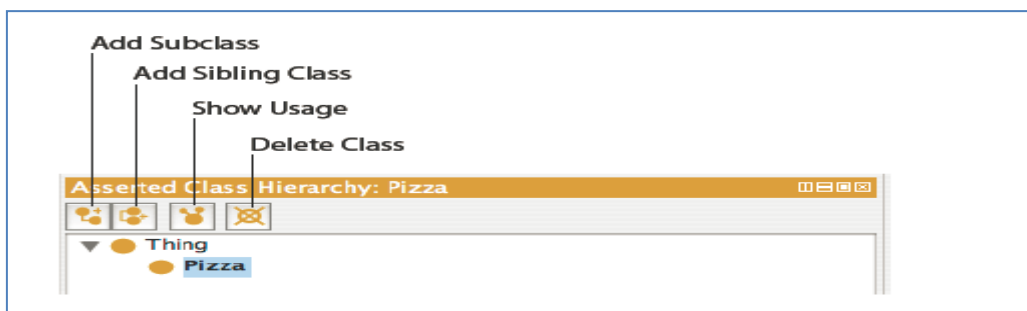 Add Subclass
Add Sibling Class
Show Usage
Delete Class
Asserted Class Hierarchy: Pizza
Thing
Pizza